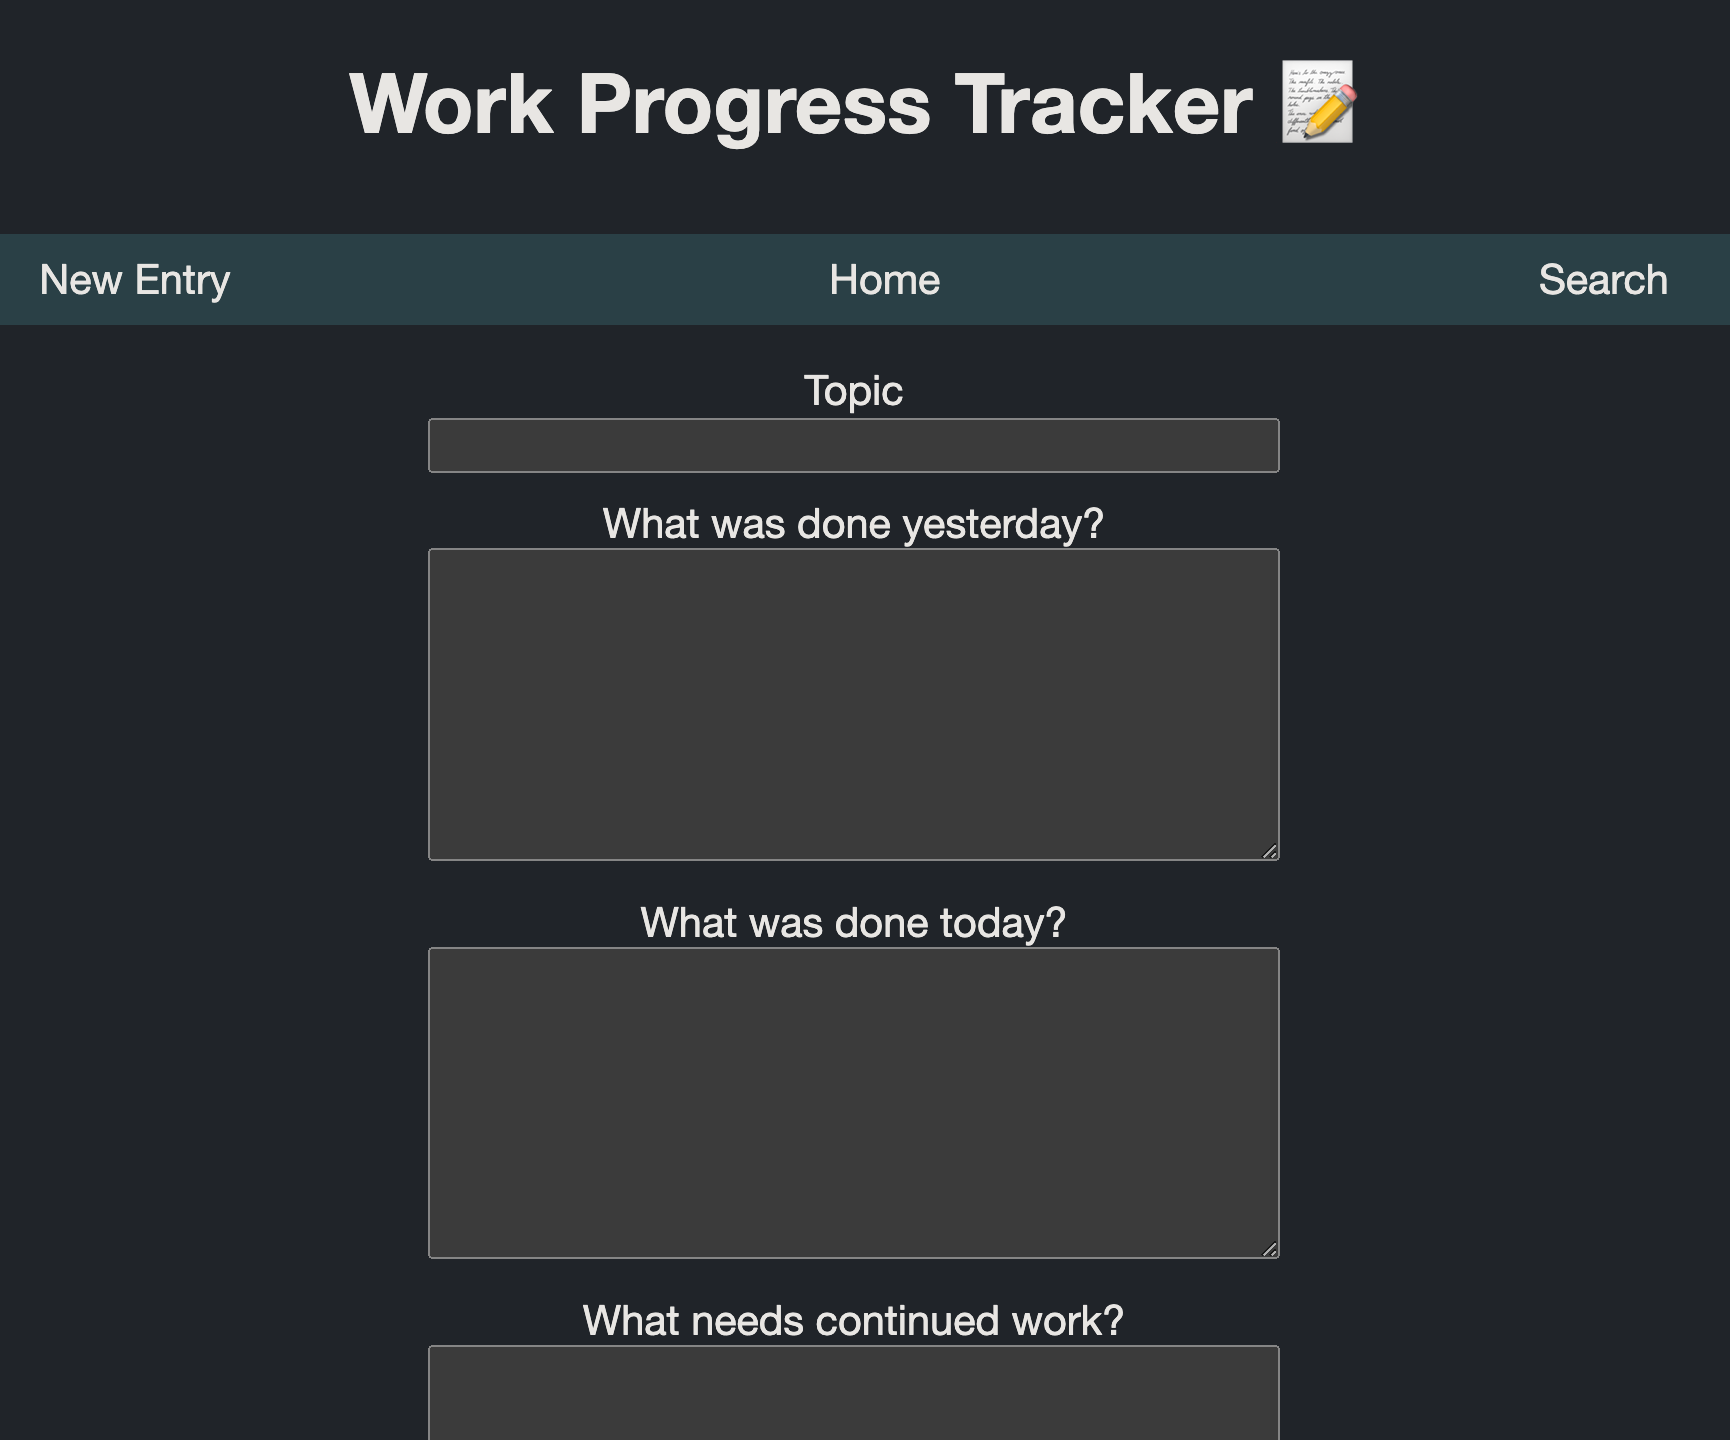 Work Progress Tracker 📝
New Entry
Home
Search
Topic
What was done yesterday?
What was done today?
What needs continued work?